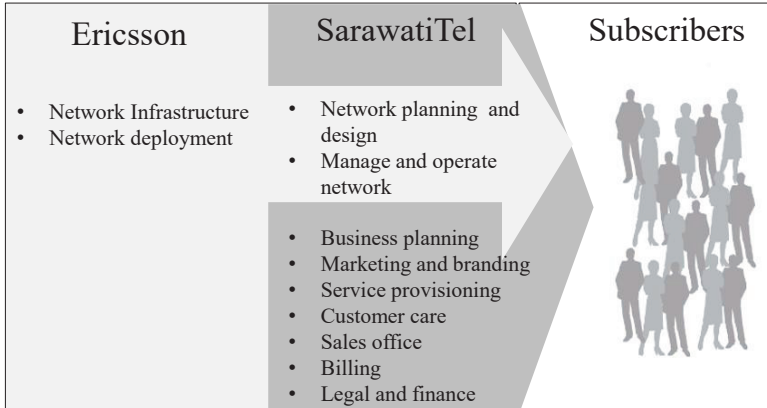 Ericsson
• Network Infrastructure
• Network deployment
SarawatiTel
• Network planning and
design
• Manage and operate
network
• Business planning
• Marketing and branding
• Service provisioning
• Customer care
• Sales office
• Billing
• Legal and finance
Subscribers